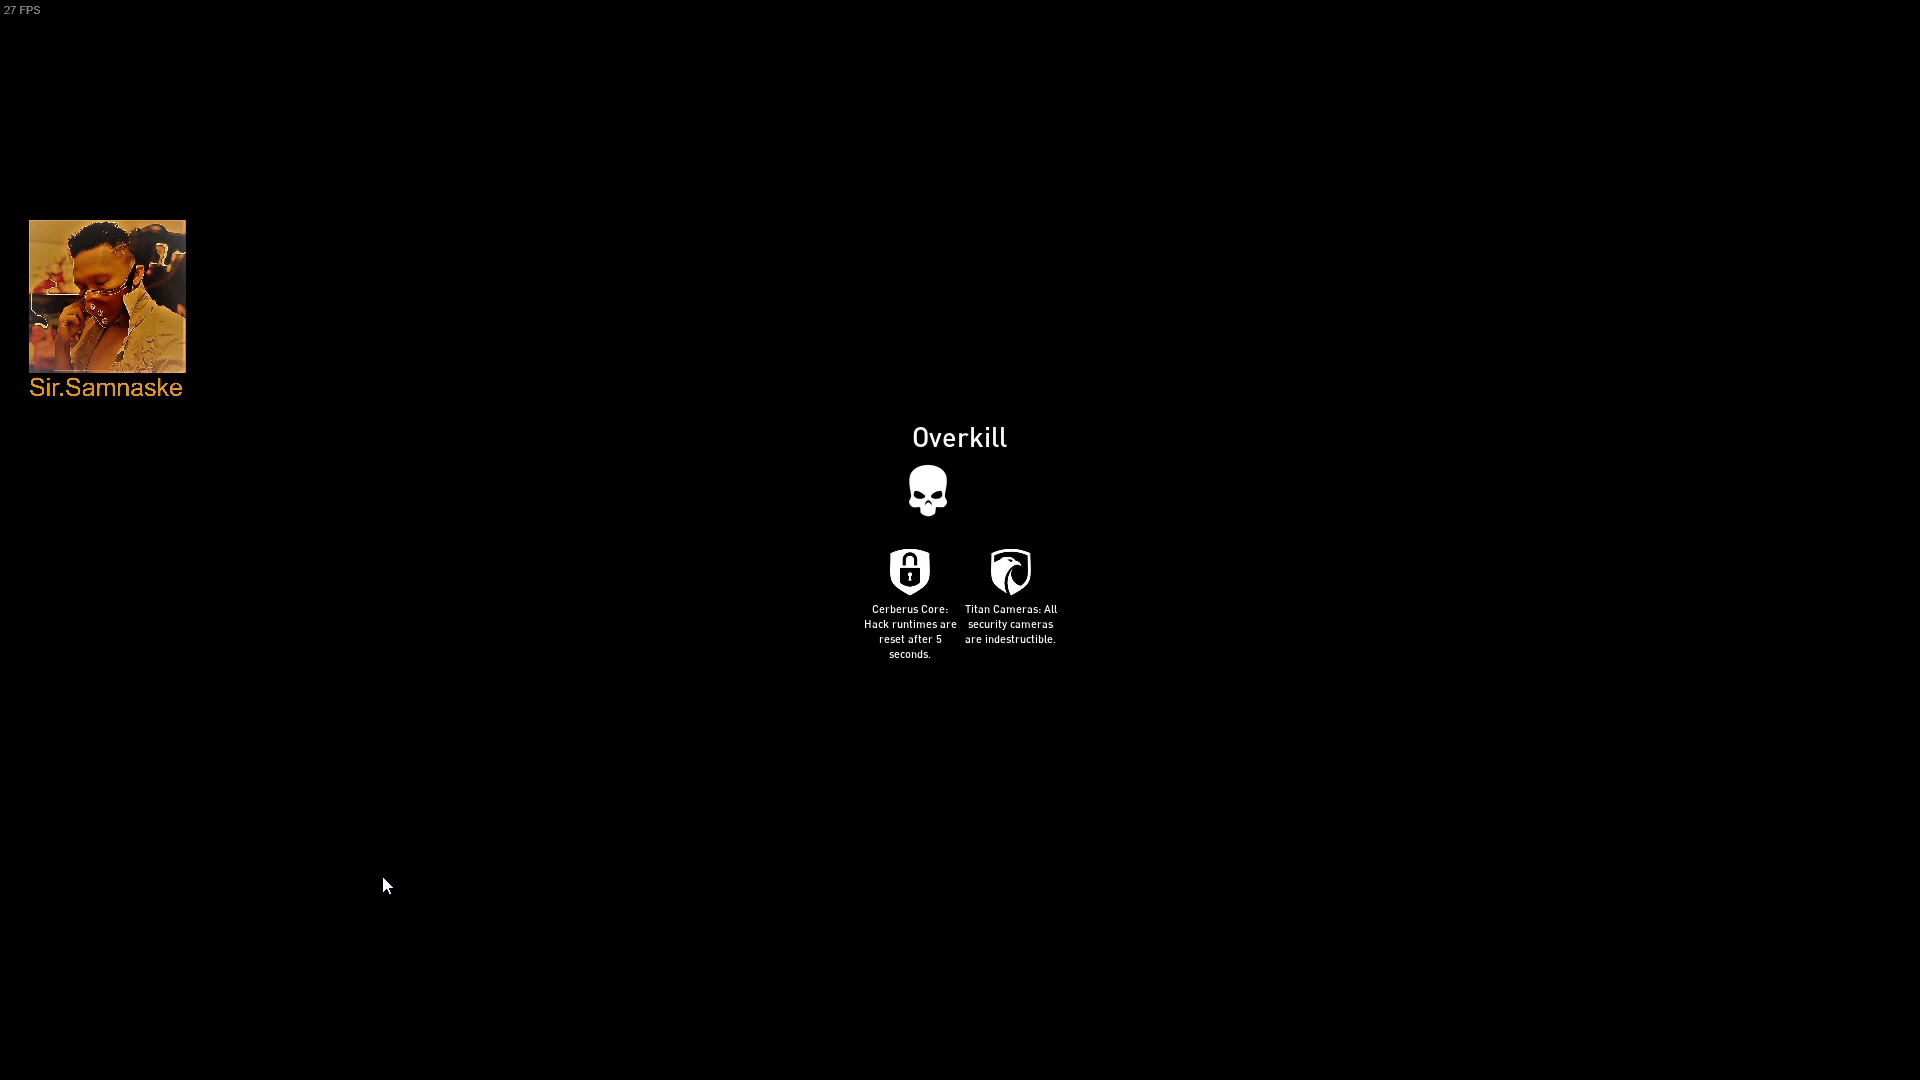 27 FPS
Sir.Samnaske
Overkill
Cerberus Core:
Hack runtimes are
reset after 5
seconds.
Titan Cameras: All
security cameras
are indestructible.